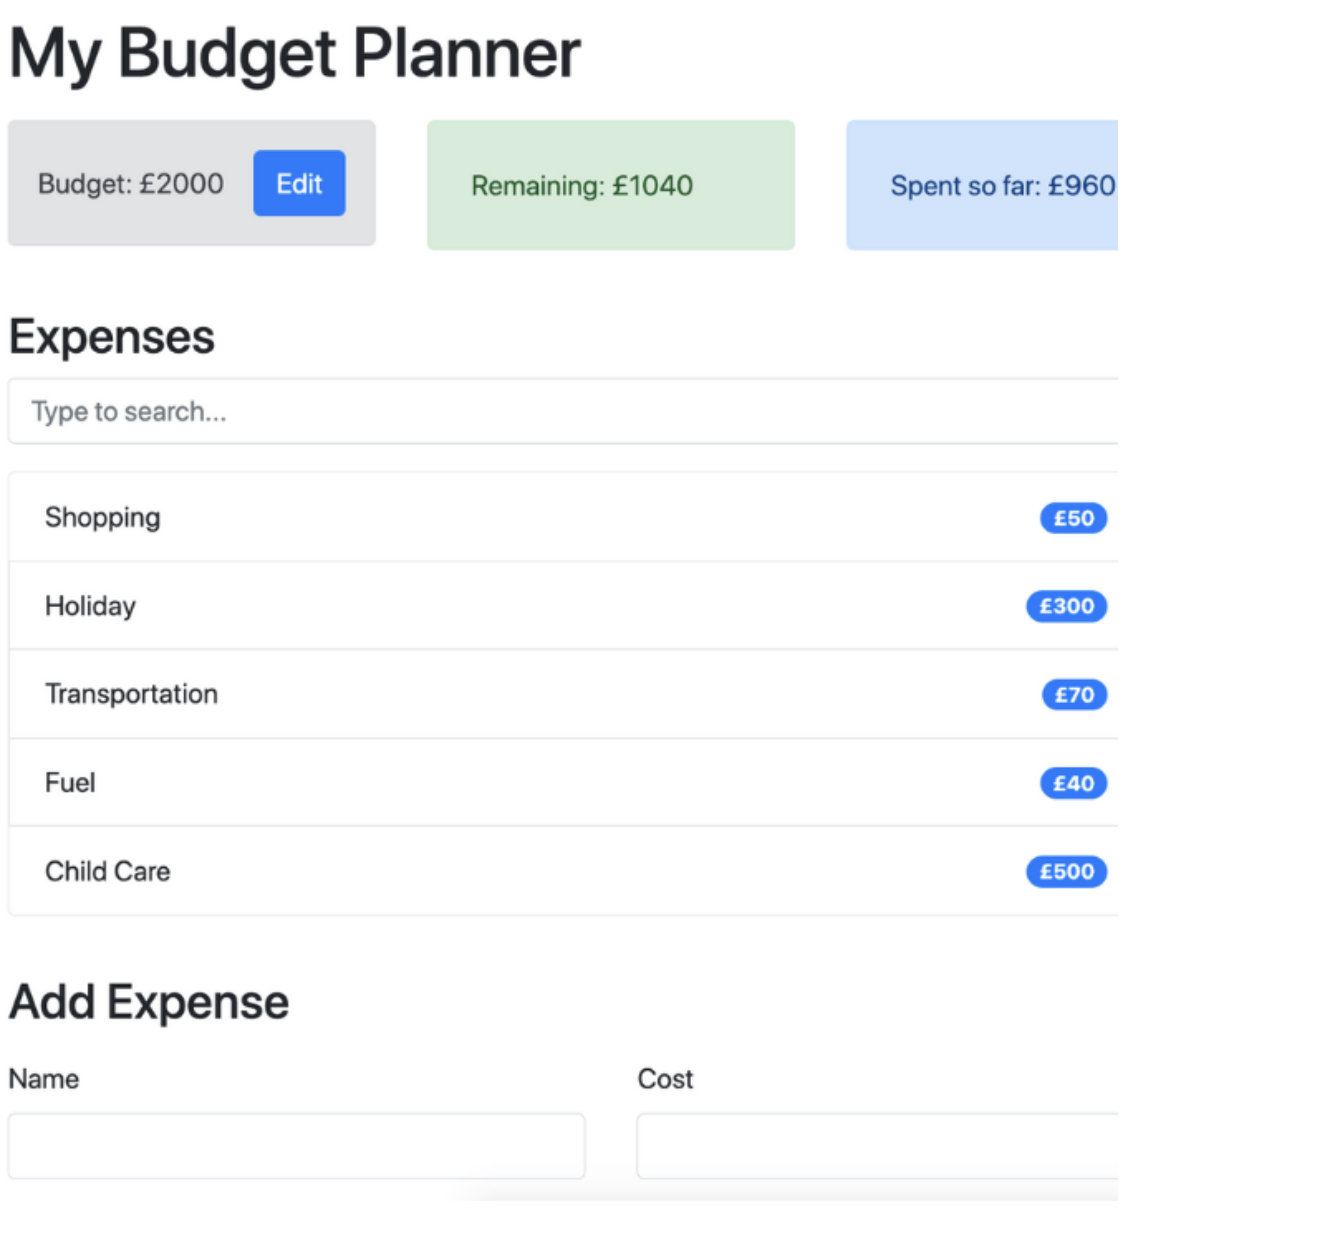 My Budget Planner
Budget: £2000 Edit Remaining: £1040 Spent so far: £960
Expenses
Type to search...
Shopping £50
Holiday £300
Transportation £70
Fuel £40
Child Care £500
Add Expense
Name Cost